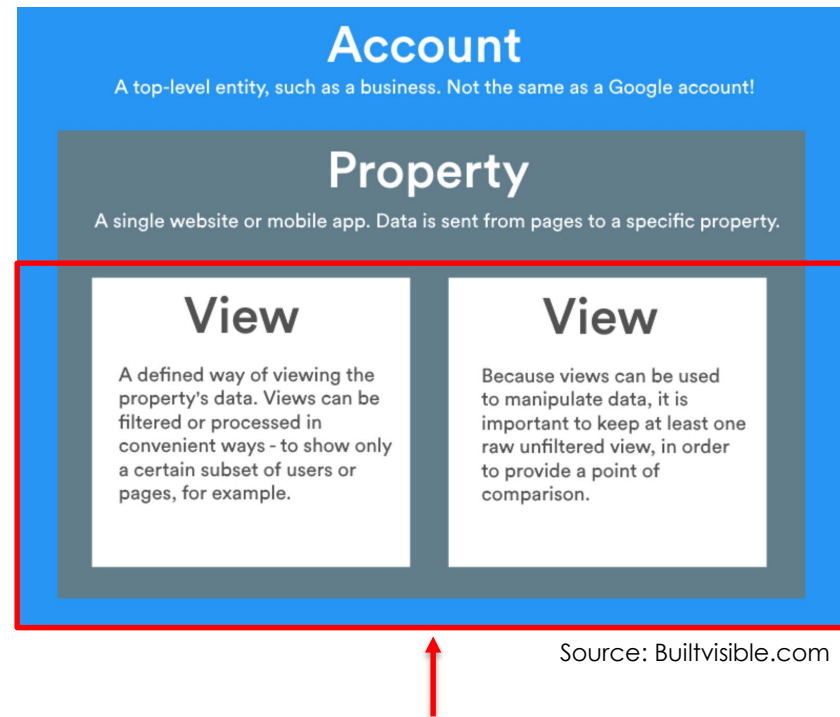 Account
A top-level entity, such as a business. Not the same as a Google account!
Property
A single website or mobile app. Data is sent from pages to a specific property.
View
A defined way of viewing the
property's data. Views can be
filtered or processed in
convenient ways - to show only
a certain subset of users or
pages, for example.
View
Because views can be used
to manipulate data, it is
important to keep at least one
raw unfiltered view, in order
to provide a point of
comparison.
Source: Builtvisible.com